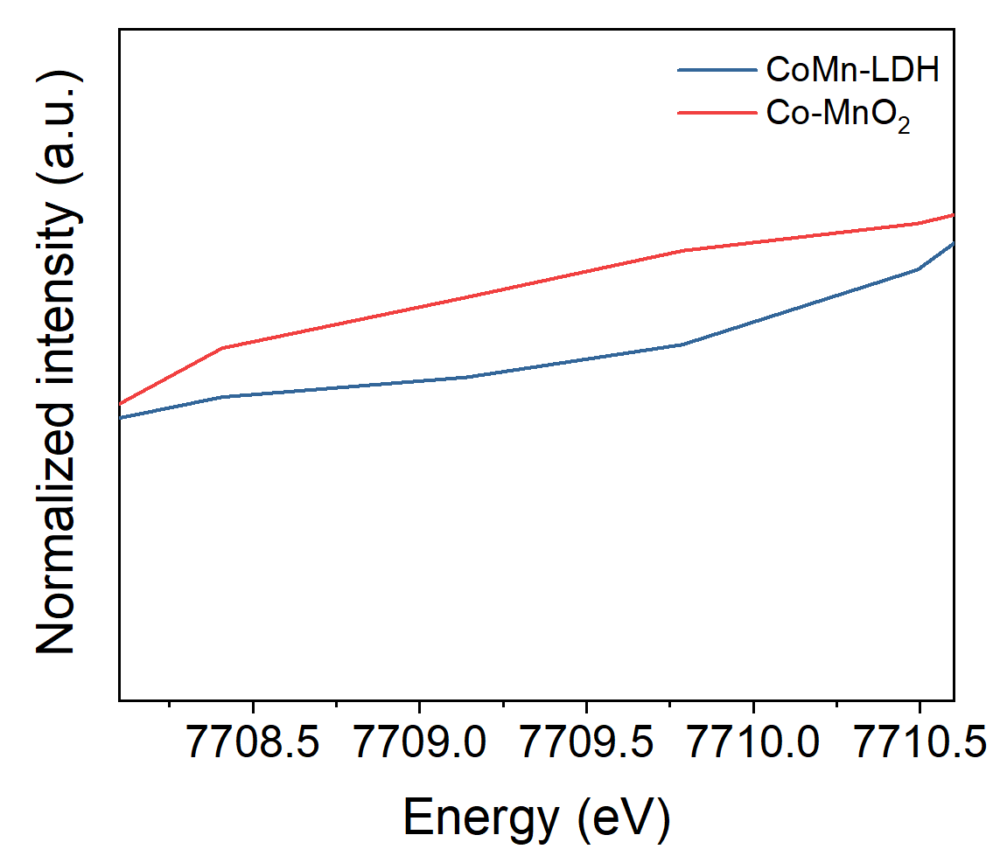 CoMn-LDH
Co-MnO₂
Normalized intensity (a.u.)
7708.5 7709.0 7709.5 7710.0 7710.5
Energy (eV)